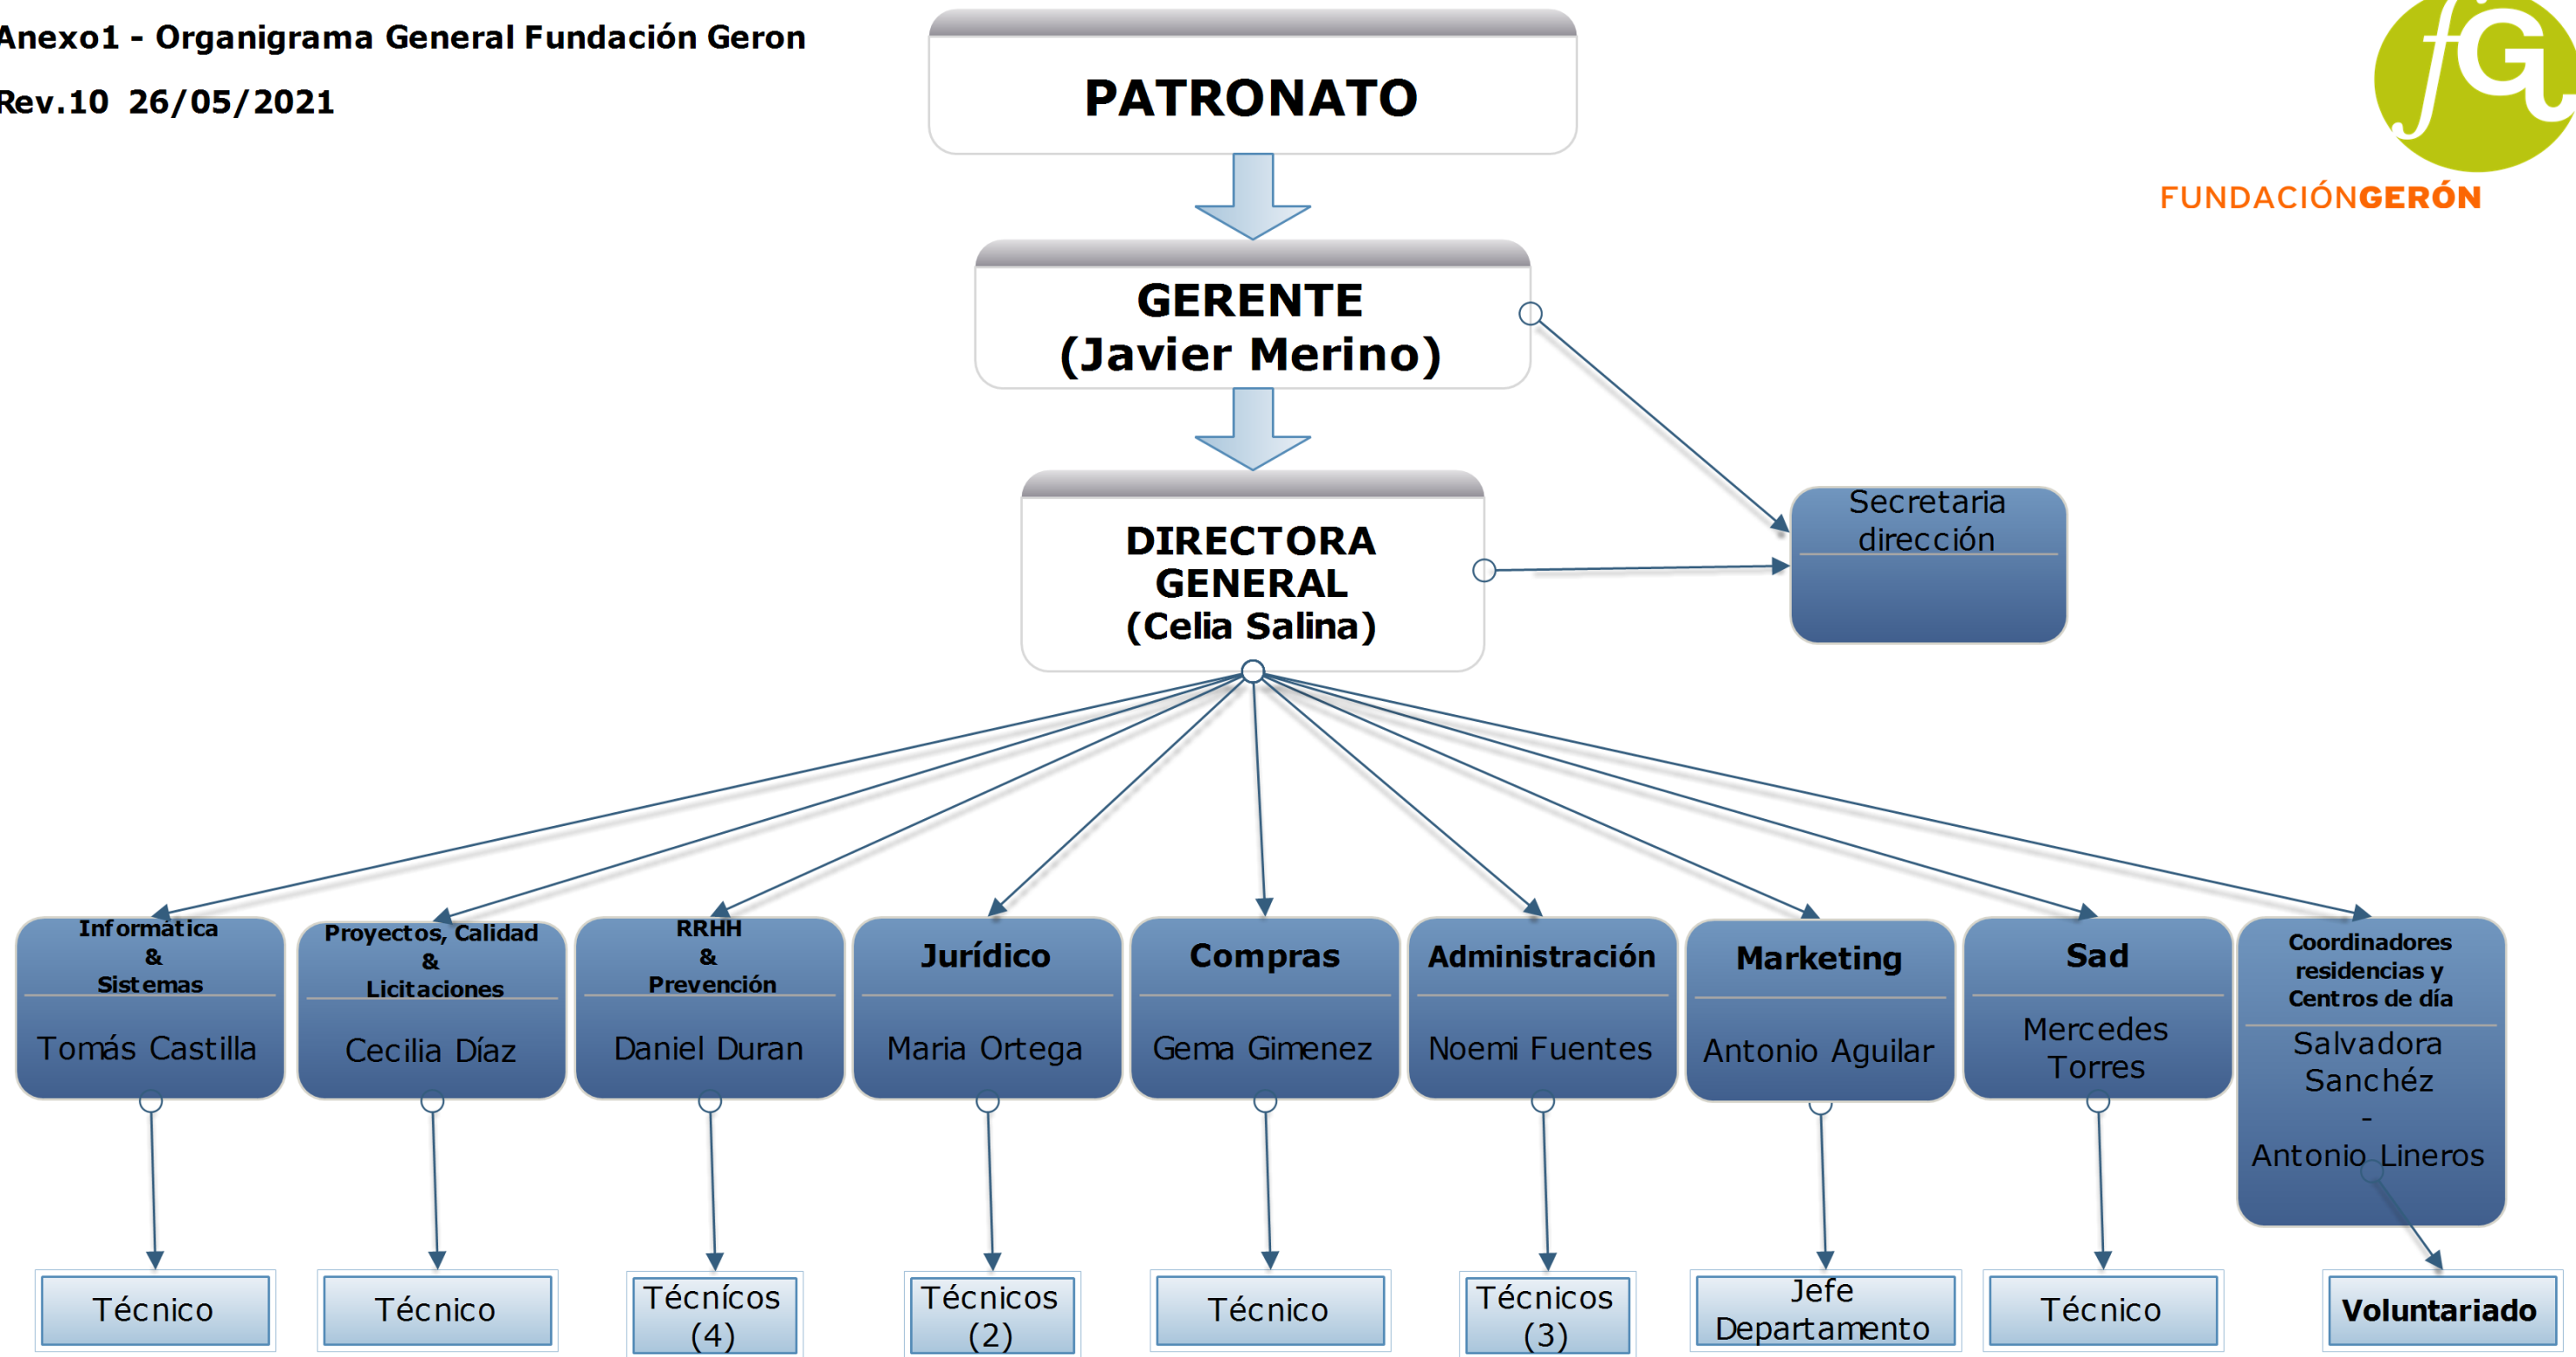 Anexo1 - Organigrama General Fundación Geron
Rev.10 26/05/2021
PATRONATO
fG
FUNDACIÓNGERÓN
GERENTE
(Javier Merino)
DIRECTORA
GENERAL
(Celia Salina)
Secretaria
dirección
Informática
&
Sistemas
Tomás Castilla
Proyectos, Calidad
&
Licitaciones
Cecilia Díaz
RRHH
&
Prevención
Daniel Duran
Jurídico
Maria Ortega
Compras
Gema Gimenez
Administración
Noemi Fuentes
Marketing
Antonio Aguilar
Sad
Mercedes
Torres
Coordinadores
residencias y
Centros de día
Salvadora
Sanchéz
-
Antonio Lineros
Técnico
Técnico
Técnícos
(4)
Técnicos
(2)
Técnico
Técnicos
(3)
Jefe
Departamento
Técnico
Voluntariado